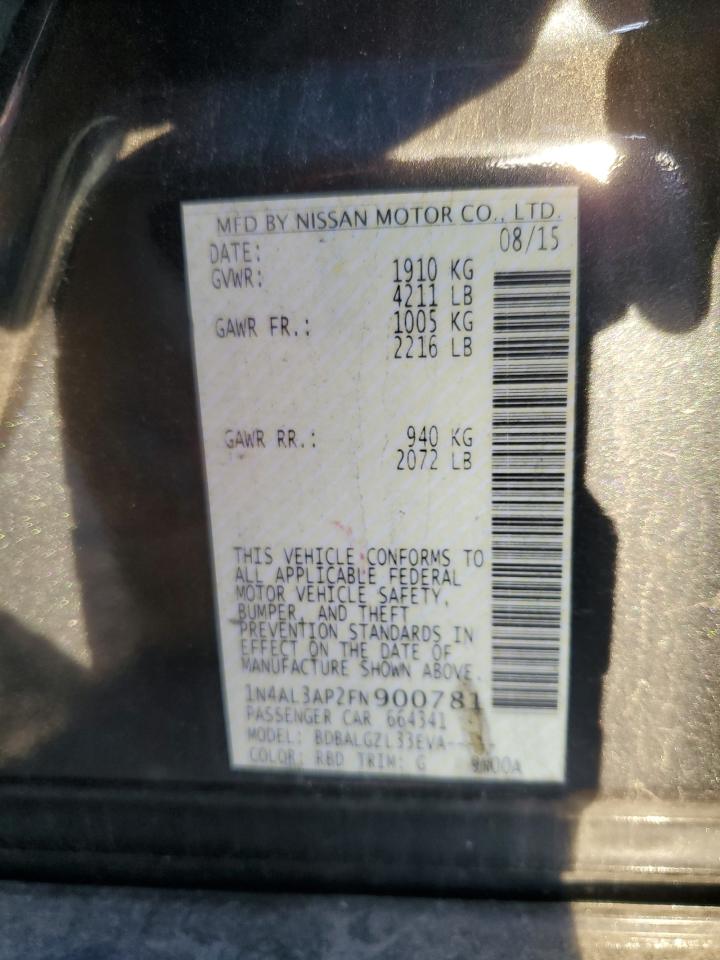 MFD BY NISSAN MOTOR CO., LTD.
DATE: 08/15
GVWR: 1910 KG
4211 LB
GAWR FR.: 1005 KG
2216 LB
GAWR RR.: 940 KG
2072 LB
THIS VEHICLE CONFORMS TO
ALL APPLICABLE FEDERAL
MOTOR VEHICLE SAFETY,
BUMPER, AND THEFT
PREVENTION STANDARDS IN
EFFECT ON THE DATE OF
MANUFACTURE SHOWN ABOVE.
1N4AL3AP2FN900781
PASSENGER CAR 664341
MODEL: BDBALGZL33EVA--
COLOR: RBD TRIM: G